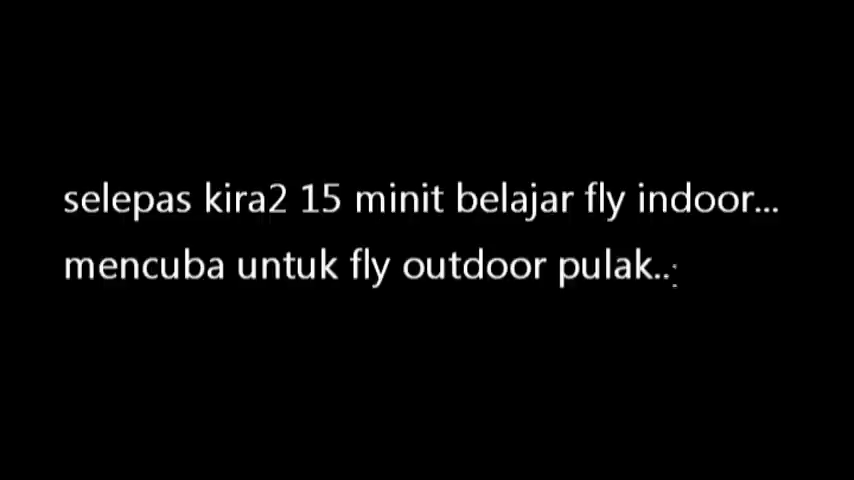 selepas kira2 15 minit belajar fly indoor...
mencuba untuk fly outdoor pulak..